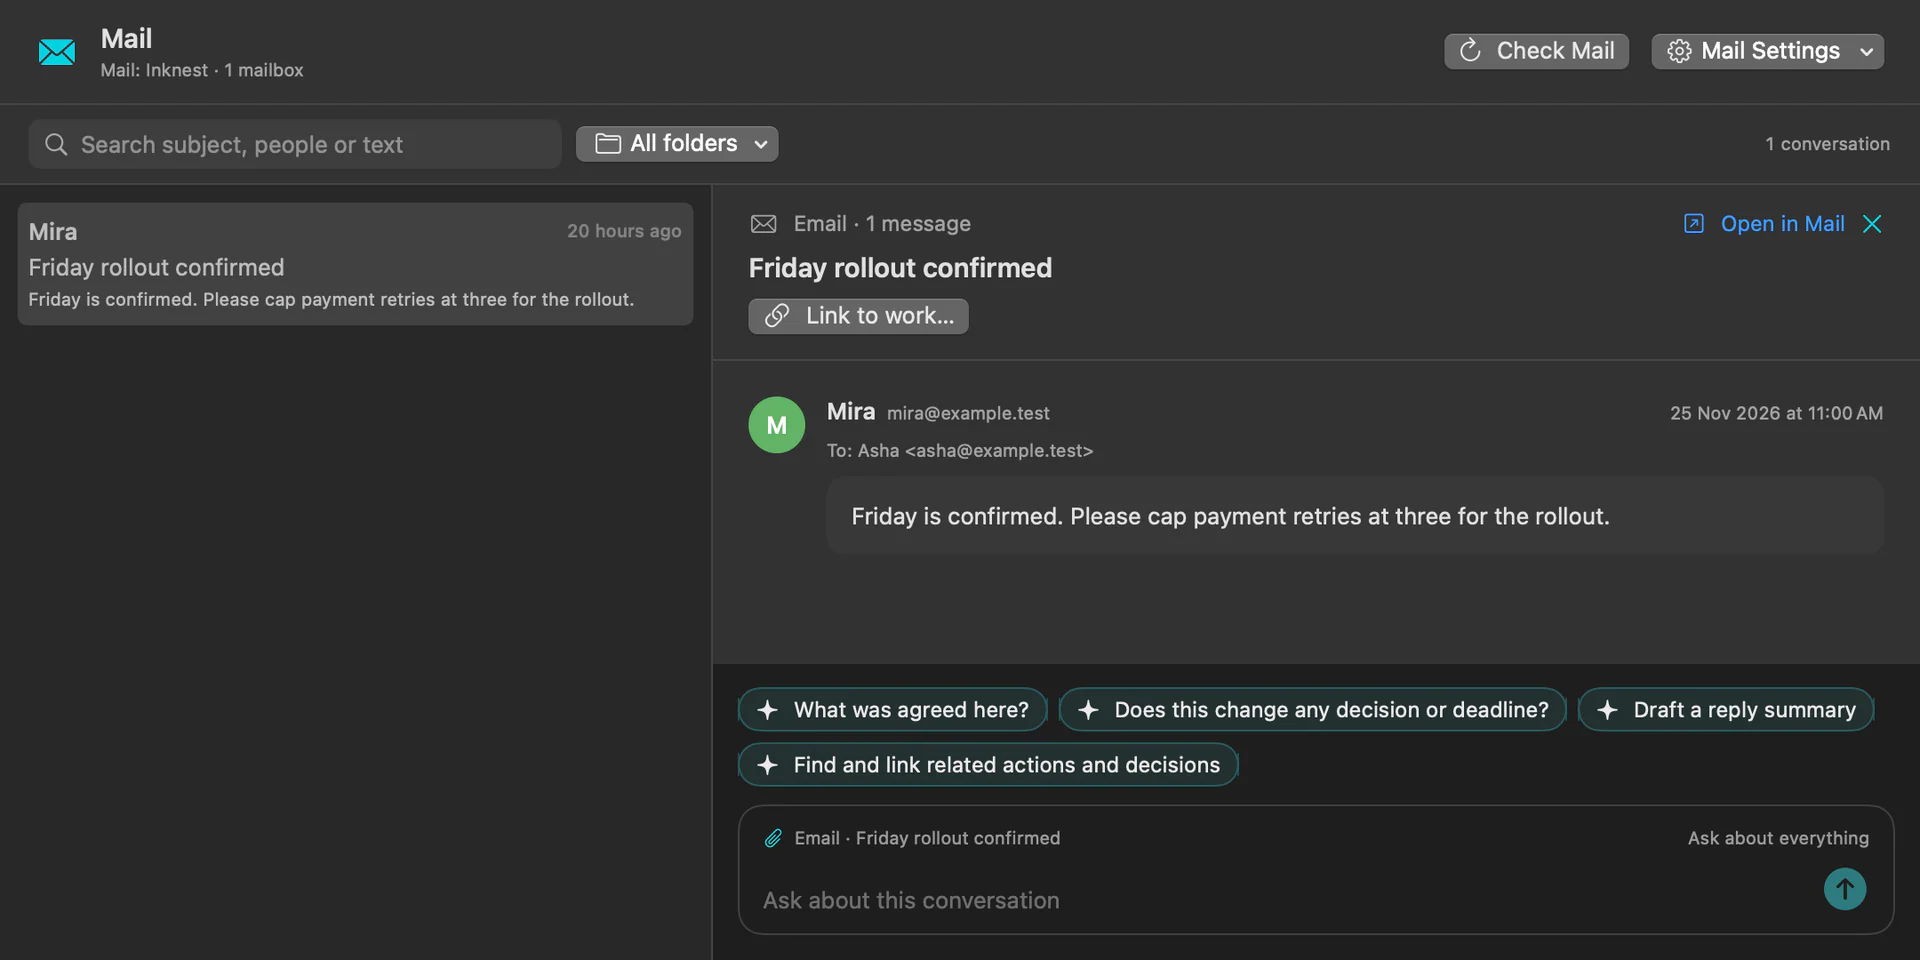 Mail
Mail: Inknest · 1 mailbox
Check Mail
Mail Settings
Search subject, people or text
All folders
1 conversation
Mira
20 hours ago
Friday rollout confirmed
Friday is confirmed. Please cap payment retries at three for the rollout.
Email · 1 message
Open in Mail
Friday rollout confirmed
Link to work...
M
Mira mira@example.test
25 Nov 2026 at 11:00 AM
To: Asha <asha@example.test>
Friday is confirmed. Please cap payment retries at three for the rollout.
What was agreed here?
Does this change any decision or deadline?
Draft a reply summary
Find and link related actions and decisions
Email · Friday rollout confirmed
Ask about everything
Ask about this conversation